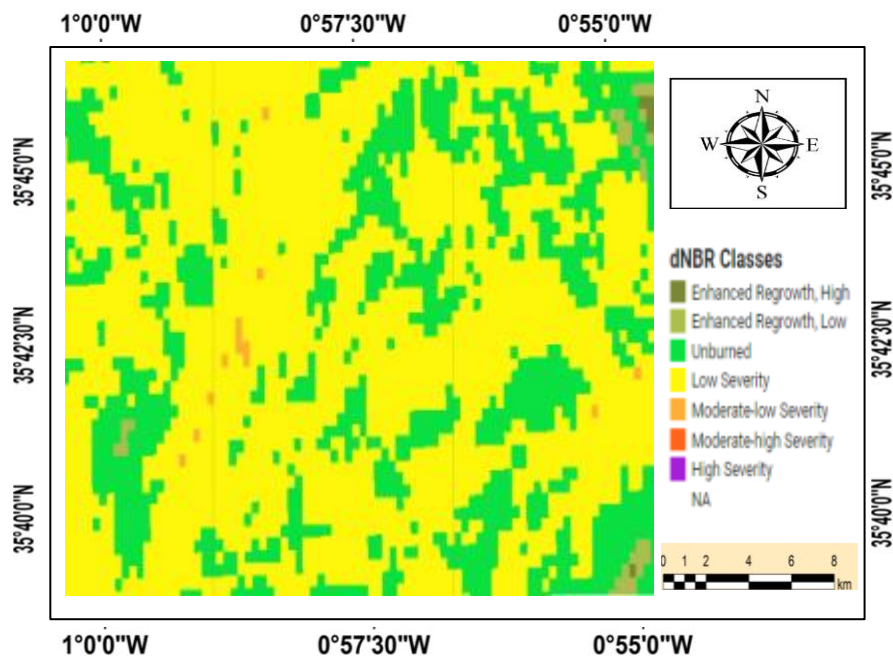 1°0'0"W 0°57'30"W 0°55'0"W
35°45'0"N
35°42'30"N
35°40'0"N
N
W E
S
dNBR Classes
Enhanced Regrowth, High
Enhanced Regrowth, Low
Unburned
Low Severity
Moderate-low Severity
Moderate-high Severity
High Severity
NA
0 1 2 4 6 8
km
35°45'0"N
35°42'30"N
35°40'0"N
1°0'0"W 0°57'30"W 0°55'0"W